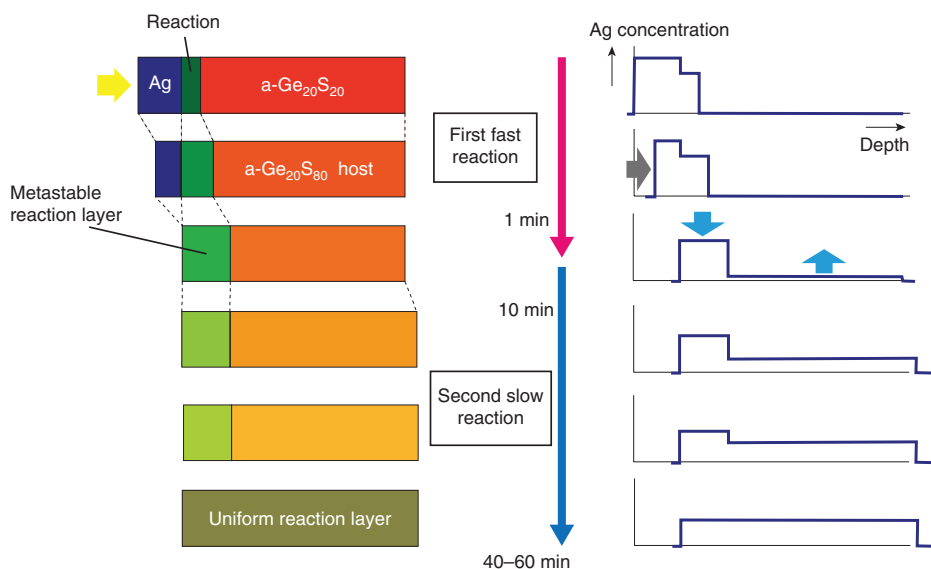 Reaction
Ag concentration
Ag
a-Ge20S20
First fast
reaction
Depth
a-Ge20S80 host
Metastable
reaction layer
1 min
10 min
Second slow
reaction
Uniform reaction layer
40–60 min